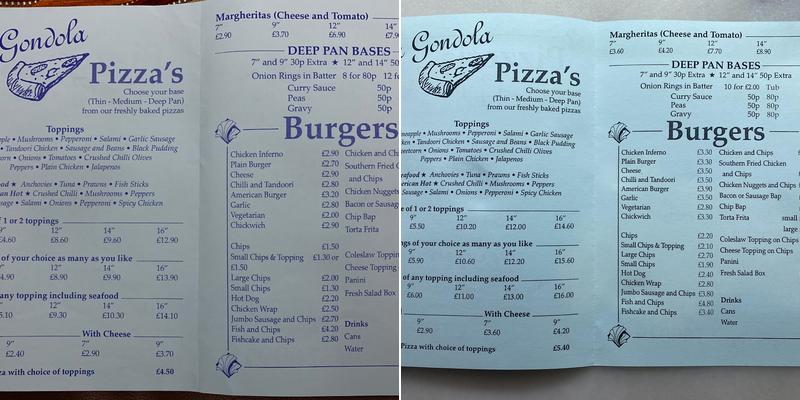 Gondola
Pizza's
Choose your base
(Thin - Medium - Deep Pan)
from our freshly baked pizzas
Toppings
• Mushrooms • Pepperoni • Salami • Garlic Sausage
• Tandoori Chicken • Sausage and Beans • Black Pudding
• Onions • Tomatoes • Crushed Chilli Olives
Peppers • Plain Chicken • Jalapenos
★ Anchovies • Tuna • Prawns • Fish Sticks
Hot ★ Crushed Chilli • Mushrooms • Peppers
• Salami • Onions • Pepperoni • Spicy Chicken
of 1 or 2 toppings
9" 12" 14" 16"
£4.60 £8.60 £9.60 £12.90
of your choice as many as you like
9" 12" 14" 16"
£8.90 £9.90 £13.90
any topping including seafood
9" 12" 14" 16"
£9.30 £10.30 £14.10
With Cheese
9" 7" 9"
£2.40 £2.90 £3.70
with choice of toppings £4.50
Margheritas (Cheese and Tomato)
7" 9" 12" 14"
£2.90 £3.70 £6.90
DEEP PAN BASES
7" and 9" 30p Extra ★ 12" and 14" 50
Onion Rings in Batter 8 for 80p 12
Curry Sauce 50p
Peas 50p
Gravy 50p
Burgers
Chicken Inferno £2.90
Plain Burger £2.70
Cheese £2.90
Chilli and Tandoori £2.80
American Burger £3.20
Garlic £2.80
Vegetarian £2.00
Chickwich £2.90
Chips £1.50
Small Chips & Topping £1.30 or
£1.50
Large Chips £2.00
Small Chips £1.30
Hot Dog £2.20
Chicken Wrap £2.50
Jumbo Sausage and Chips £2.70
Fish and Chips £4.20
Fishcake and Chips £2.80
Chicken and
Southern Fried
and Chips
Chicken Nuggets
Bacon or Sausage
Chip Bap
Torta Frita
Coleslaw
Cheese Topping
Panini
Fresh Salad Box
Drinks
Cans
Water
Gondola
Pizza's
Choose your base
(Thin - Medium - Deep Pan)
from our freshly baked pizzas
Toppings
• Mushrooms • Pepperoni • Salami • Garlic Sausage
• Tandoori Chicken • Sausage and Beans • Black Pudding
• Onions • Tomatoes • Crushed Chilli Olives
Peppers • Plain Chicken • Jalapenos
★ Anchovies • Tuna • Prawns • Fish Sticks
Hot ★ Crushed Chilli • Mushrooms • Peppers
• Salami • Onions • Pepperoni • Spicy Chicken
of 1 or 2 toppings
9" 12" 14" 16"
£5.50 £10.20 £12.00 £14.60
of your choice as many as you like
9" 12" 14" 16"
£5.90 £10.60 £12.20 £15.60
of any topping including seafood
9" 12" 14" 16"
£6.00 £11.00 £13.00 £16.00
With Cheese
9" 7" 9"
£2.90 £3.60 £4.20
Pizza with choice of toppings £5.40
Margheritas (Cheese and Tomato)
7" 9" 12" 14"
£3.60 £4.20 £7.70 £8.90
DEEP PAN BASES
7" and 9" 30p Extra ★ 12" and 14" 50p Extra
Onion Rings in Batter 10 for £2.00 Tub
Curry Sauce 50p 80p
Peas 50p 80p
Gravy 50p 80p
Burgers
Chicken Inferno £3.30
Plain Burger £3.30
Cheese £3.50
Chilli and Tandoori £3.50
American Burger £3.90
Garlic £3.50
Vegetarian £2.80
Chickwich £3.30
Chips £2.20
Small Chips & Topping £2.10
Large Chips £2.70
Small Chips £1.90
Hot Dog £2.40
Chicken Wrap £2.80
Jumbo Sausage and Chips £3.80
Fish and Chips £4.80
Fishcake and Chips £3.40
Chicken and Chips
Southern Fried Chicken
and Chips
Chicken Nuggets and Chips
Bacon or Sausage Bap
Chip Bap
Torta Frita small
large
Coleslaw Topping on Chips
Cheese Topping on Chips
Panini
Fresh Salad Box
Drinks
Cans
Water